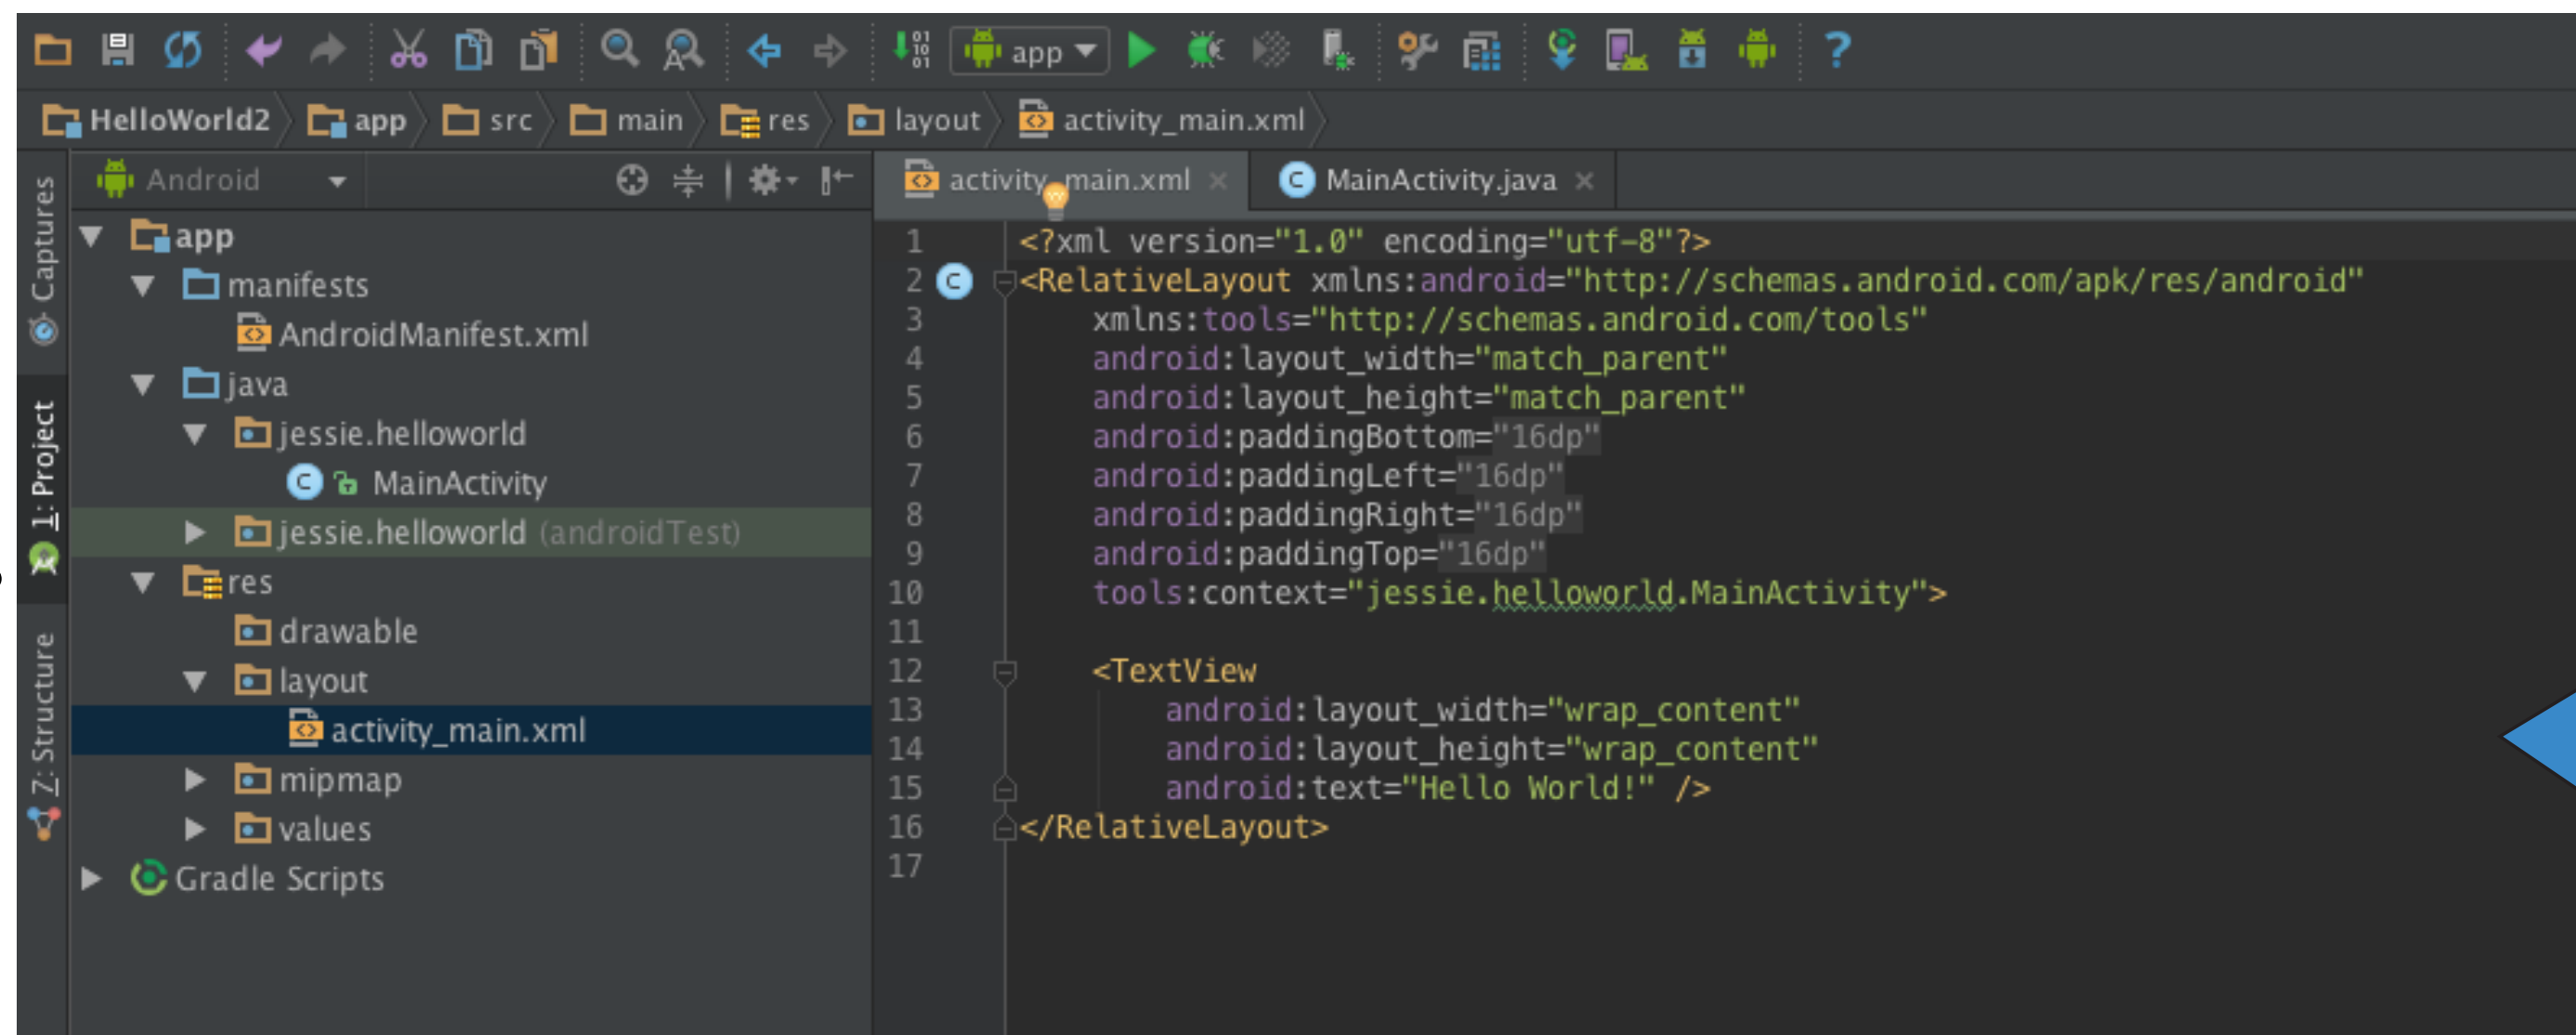 app
HelloWorld2 app src main res layout activity_main.xml
Captures
1: Project
7: Structure
Android
app
manifests
AndroidManifest.xml
java
jessie.helloworld
MainActivity
jessie.helloworld (androidTest)
res
drawable
layout
activity_main.xml
mipmap
values
Gradle Scripts
activity_main.xml MainActivity.java
1 <?xml version="1.0" encoding="utf-8"?>
2 <RelativeLayout xmlns:android="http://schemas.android.com/apk/res/android"
3 xmlns:tools="http://schemas.android.com/tools"
4 android:layout_width="match_parent"
5 android:layout_height="match_parent"
6 android:paddingBottom="16dp"
7 android:paddingLeft="16dp"
8 android:paddingRight="16dp"
9 android:paddingTop="16dp"
10 tools:context="jessie.helloworld.MainActivity">
11
12 <TextView
13 android:layout_width="wrap_content"
14 android:layout_height="wrap_content"
15 android:text="Hello World!" />
16 </RelativeLayout>
17